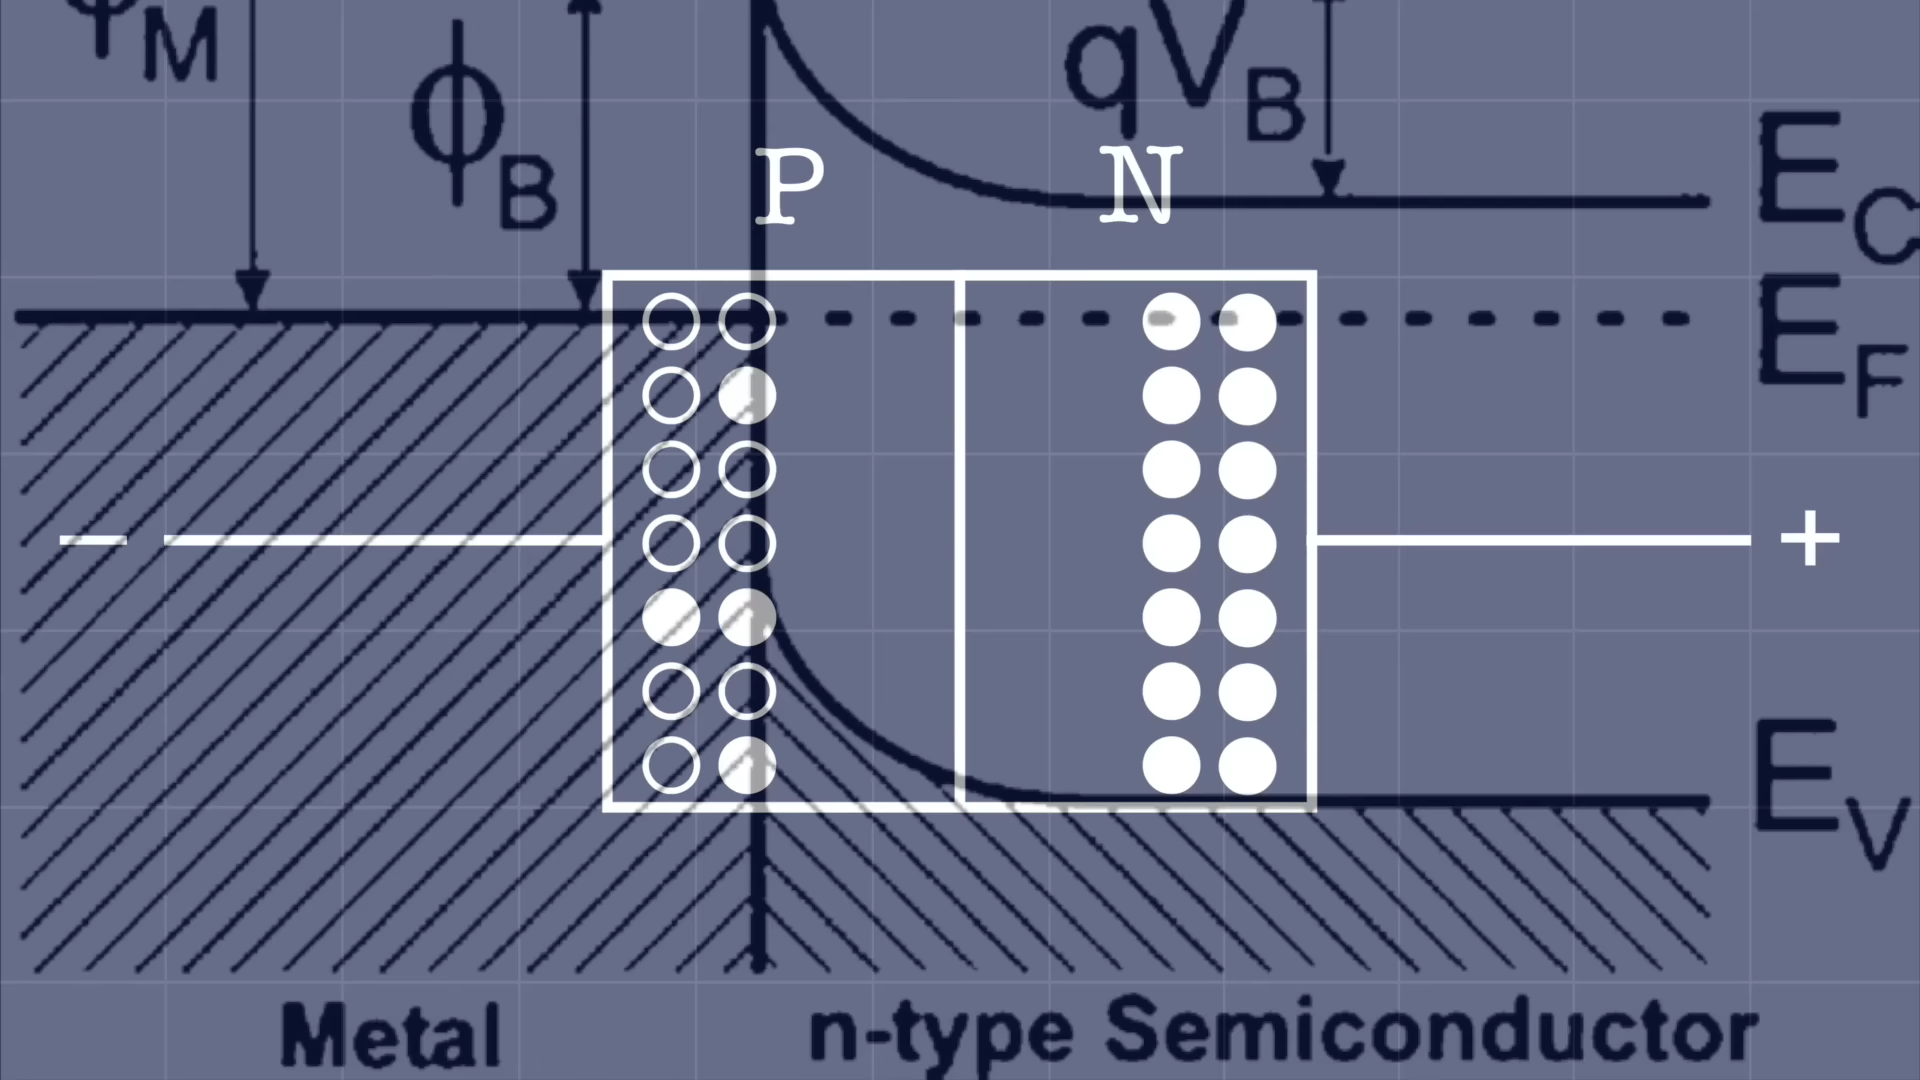 ϕM
ϕB
qVB
P N
EC
EF
− +
EV
Metal n-type Semiconductor